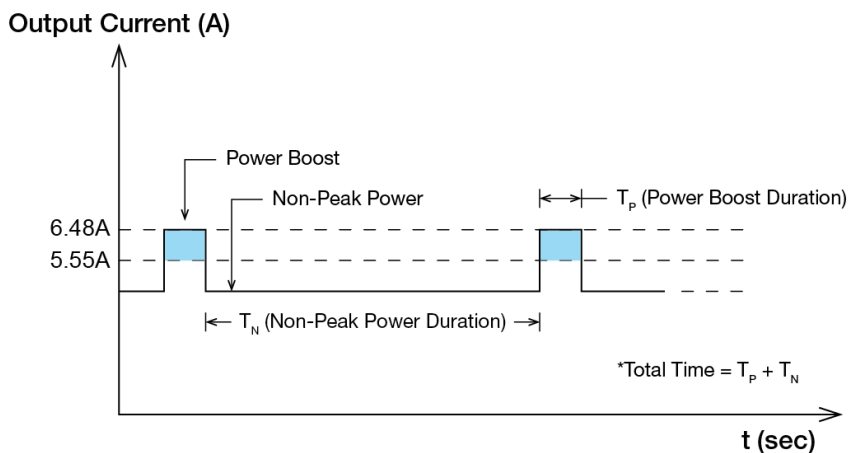 Output Current (A)
Power Boost
Non-Peak Power
T_P (Power Boost Duration)
6.48A
5.55A
T_N (Non-Peak Power Duration)
*Total Time = T_P + T_N
t (sec)